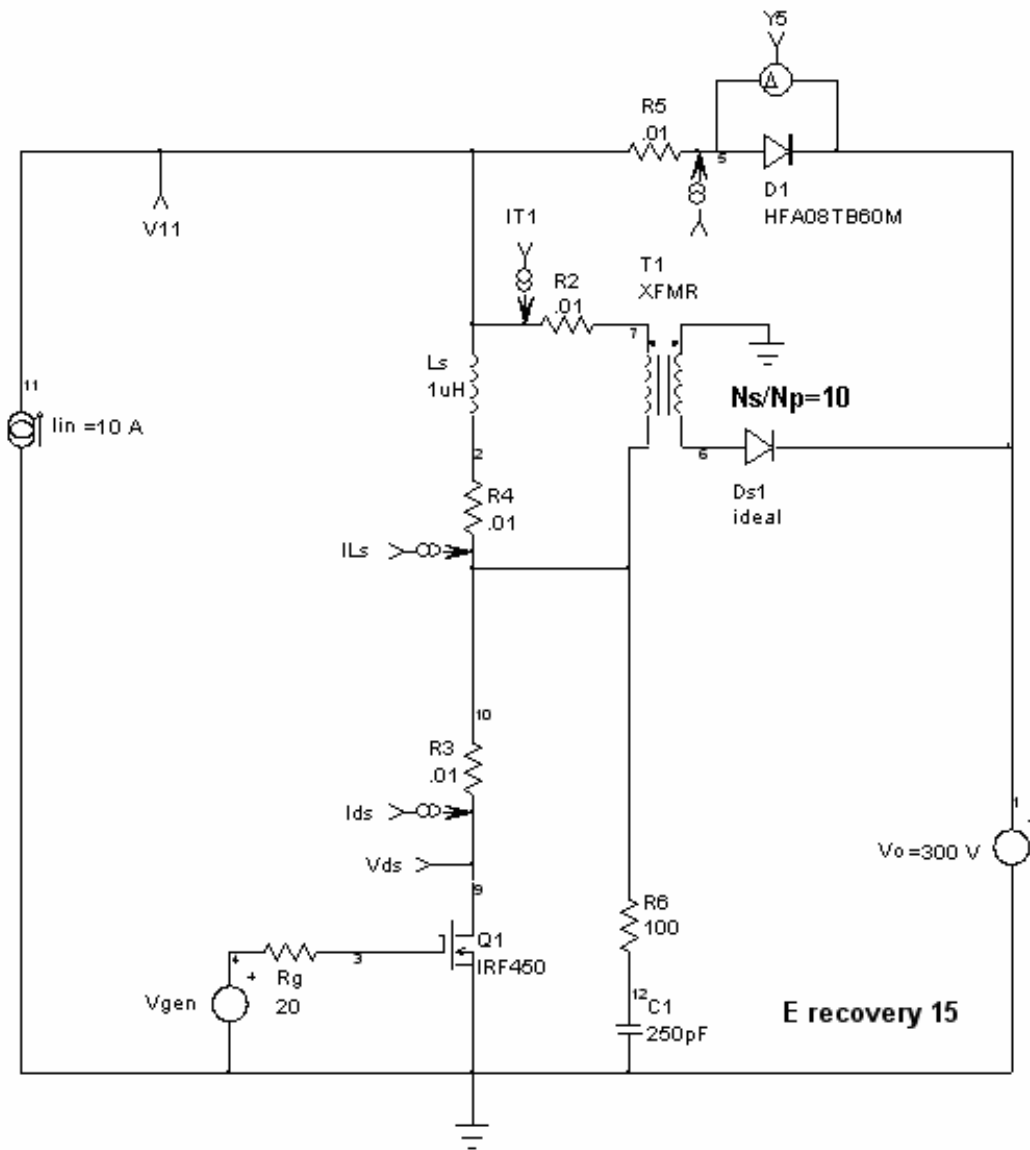 Y5
R5
.01
5
D1
HFA08TB60M
V11
IT1
R2
.01
T1
XFMR
7
Ls
1uH
11
Iin =10 A
Ns/Np=10
2
6
Ds1
ideal
R4
.01
ILs
10
R3
.01
Ids
1
Vo=300 V
Vds
9
R6
100
Q1
IRF450
4
3
+
Rg
20
Vgen
12
C1
250pF
E recovery 15